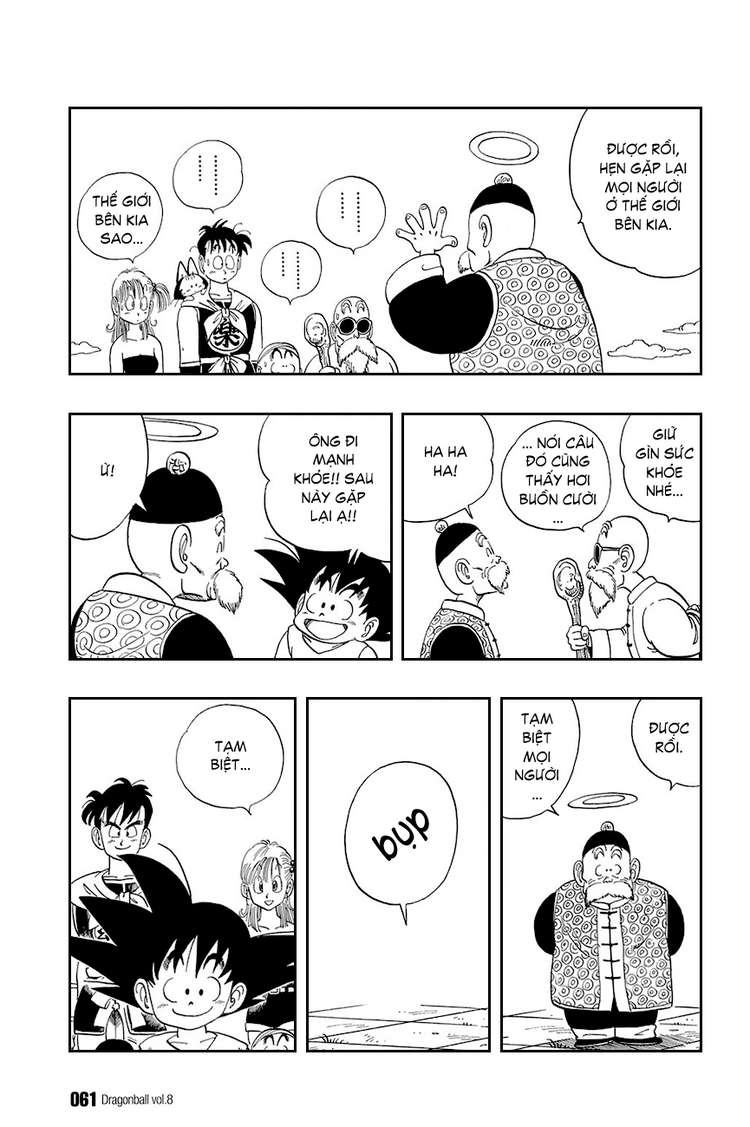 ĐƯỢC RỒI,
HẸN GẶP LẠI
MỌI NGƯỜI
Ở THẾ GIỚI
BÊN KIA.
......
......
......
THẾ GIỚI
BÊN KIA
SAO...
GIỮ
GÌN SỨC
KHỎE
NHÉ...
... NÓI CÂU
ĐÓ CŨNG
THẤY HƠI
BUỒN CƯỜI
...
HA HA
HA!
ÔNG ĐI
MẠNH
KHỎE!! SAU
NÀY GẶP
LẠI Ạ!!
Ừ!
ĐƯỢC
RỒI.
TẠM
BIỆT
MỌI
NGƯỜI
...
bụp
TẠM
BIỆT...
061 Dragonball vol.8